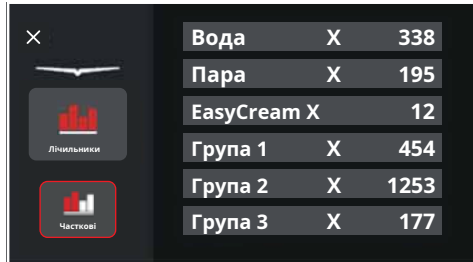 Лічильники
Часткові
Вода X 338
Пара X 195
EasyCream X 12
Група 1 X 454
Група 2 X 1253
Група 3 X 177